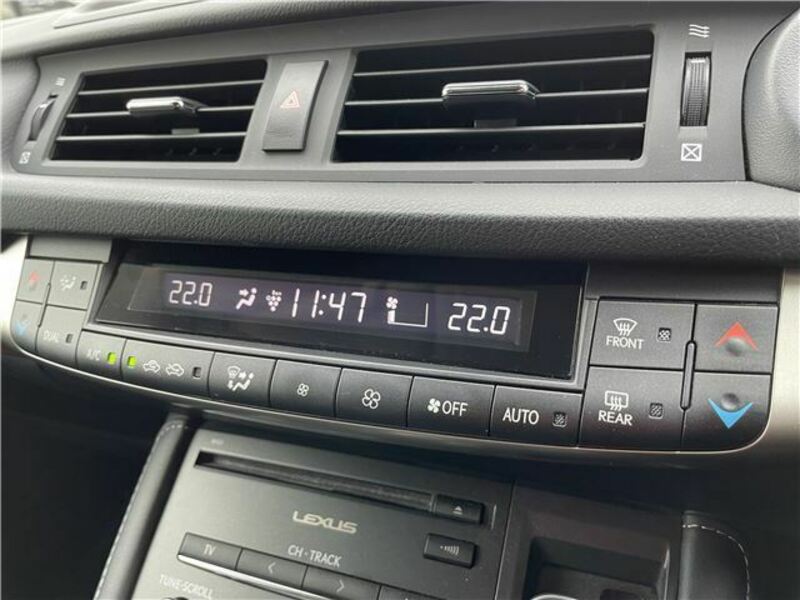 22.0 11:47 22.0
FRONT
DUAL
A/C
OFF
AUTO
REAR
LEXUS
TV
CH · TRACK
TUNE·SCROLL